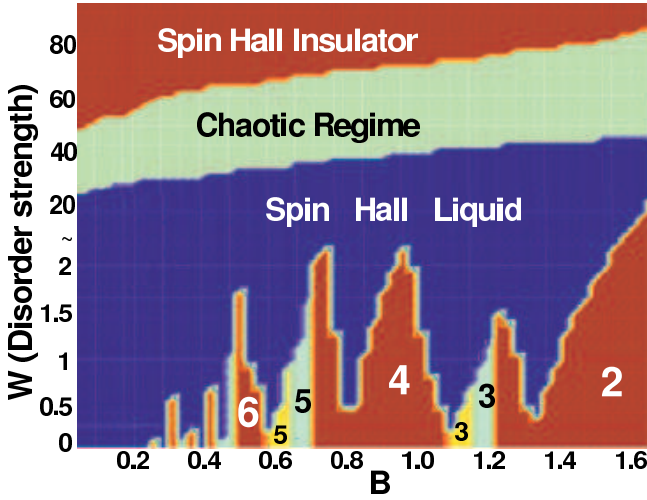 80
Spin Hall Insulator
60
Chaotic Regime
40
20
Spin Hall Liquid
~
2
1.5
1
0.5
0
W (Disorder strength)
6
5
5
4
3
3
2
0.2 0.4 0.6 0.8 1.0 1.2 1.4 1.6
B